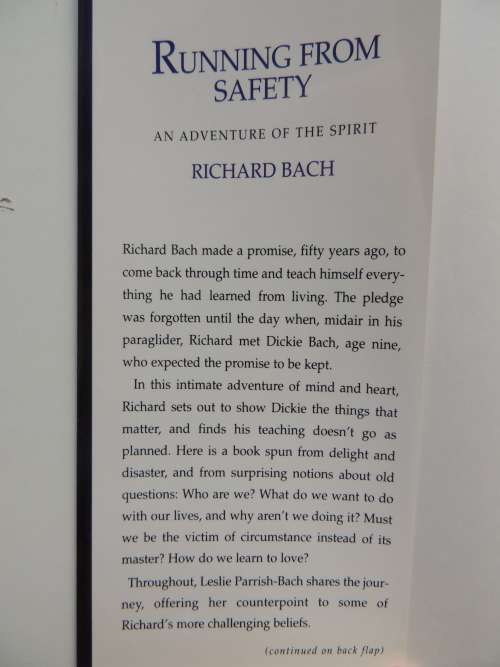 RUNNING FROM
SAFETY
AN ADVENTURE OF THE SPIRIT
RICHARD BACH
Richard Bach made a promise, fifty years ago, to
come back through time and teach himself every-
thing he had learned from living. The pledge
was forgotten until the day when, midair in his
paraglider, Richard met Dickie Bach, age nine,
who expected the promise to be kept.
In this intimate adventure of mind and heart,
Richard sets out to show Dickie the things that
matter, and finds his teaching doesn't go as
planned. Here is a book spun from delight and
disaster, and from surprising notions about old
questions: Who are we? What do we want to do
with our lives, and why aren't we doing it? Must
we be the victim of circumstance instead of its
master? How do we learn to love?
Throughout, Leslie Parrish-Bach shares the jour-
ney, offering her counterpoint to some of
Richard's more challenging beliefs.
(continued on back flap)